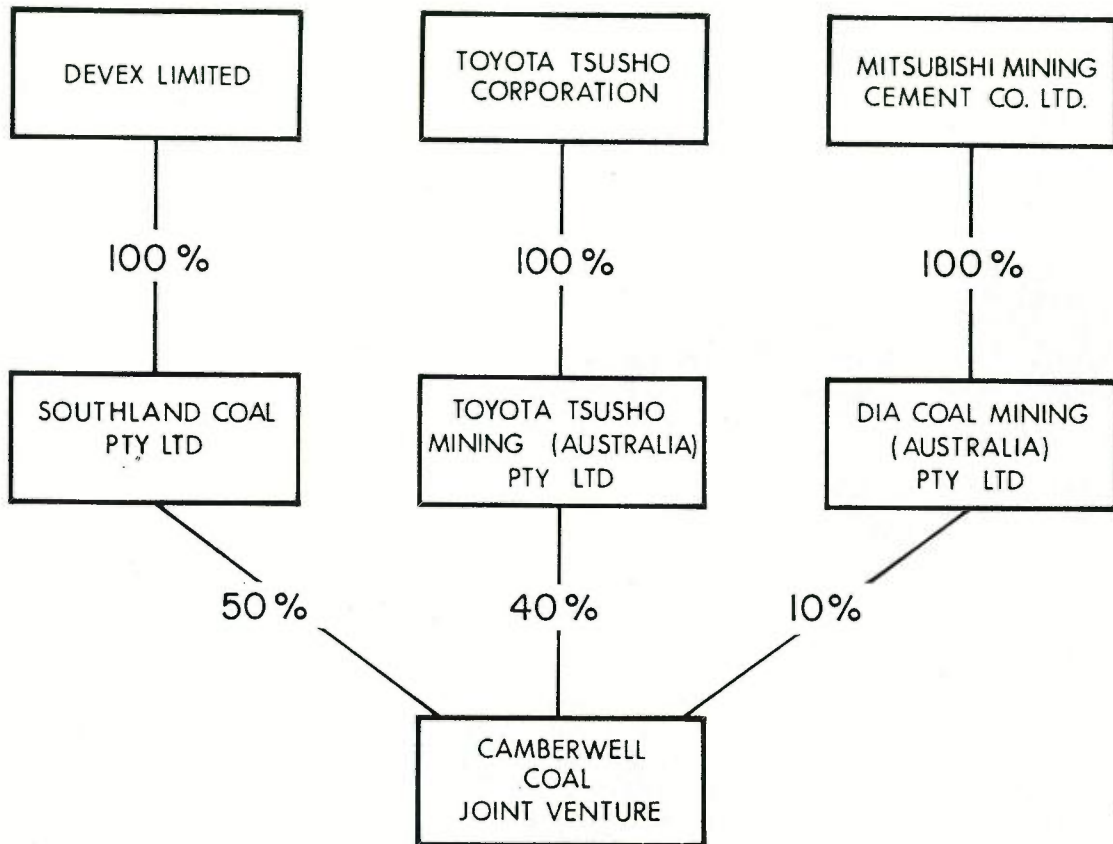 DEVEX LIMITED
TOYOTA TSUSHO
CORPORATION
MITSUBISHI MINING
CEMENT CO. LTD.
100%
100%
100%
SOUTHLAND COAL
PTY LTD
TOYOTA TSUSHO
MINING (AUSTRALIA)
PTY LTD
DIA COAL MINING
(AUSTRALIA)
PTY LTD
50%
40%
10%
CAMBERWELL
COAL
JOINT VENTURE